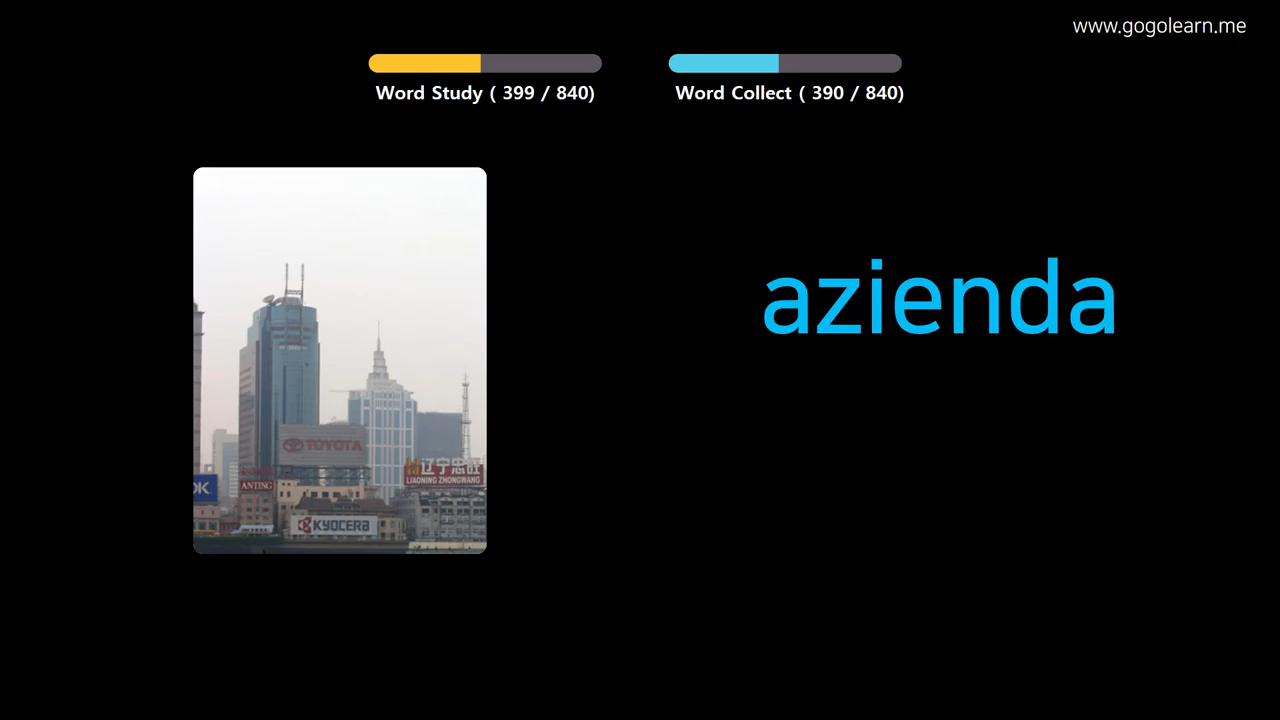 www.gogolearn.me
Word Study ( 399 / 840)
Word Collect ( 390 / 840)
azienda
TOYOTA
辽宁忠旺
LIAONING ZHONGWANG
OK.
ANTING
KYOCERA